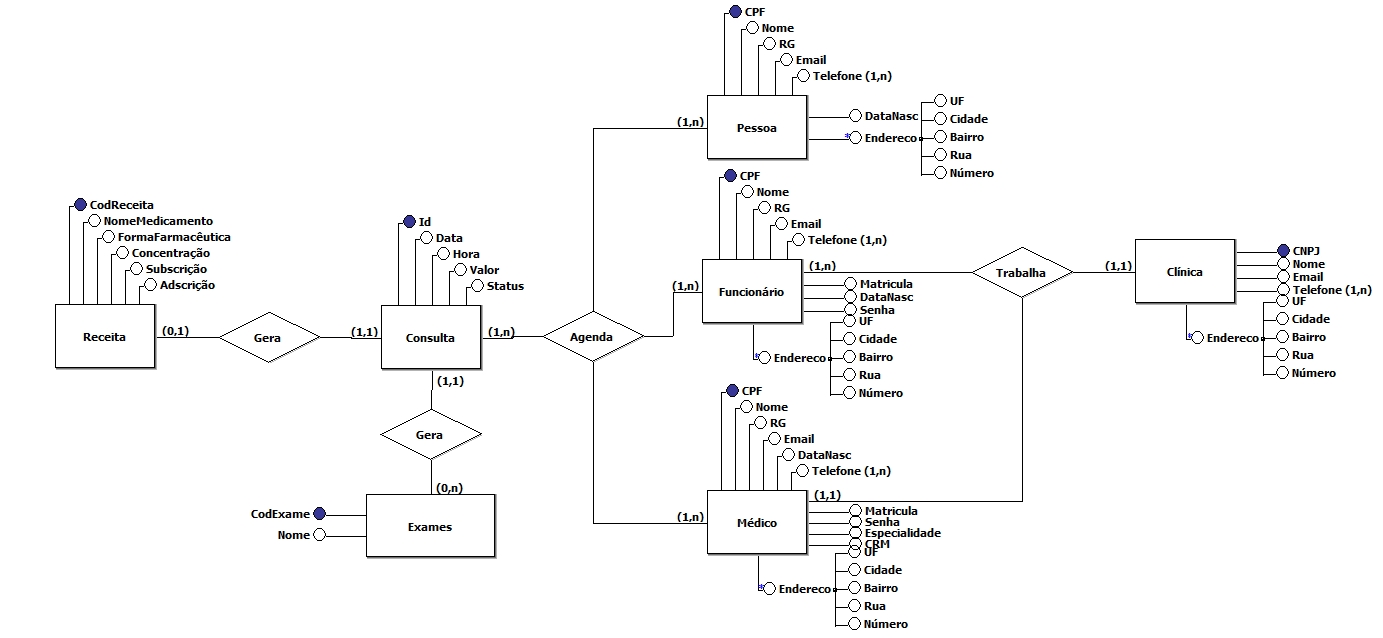 CPF
Nome
RG
Email
Telefone (1,n)
Pessoa
(1,n)
DataNasc
* Endereco
UF
Cidade
Bairro
Rua
Número
CPF
Nome
RG
Email
Telefone (1,n)
Funcionário
(1,n)
(1,n)
Matricula
DataNasc
Senha
* Endereco
UF
Cidade
Bairro
Rua
Número
Trabalha
(1,1)
Clínica
CNPJ
Nome
Email
Telefone (1,n)
* Endereco
UF
Cidade
Bairro
Rua
Número
CodReceita
NomeMedicamento
FormaFarmacêutica
Concentração
Subscrição
Adscrição
Receita
(0,1)
Gera
(1,1)
Id
Data
Hora
Valor
Status
Consulta
(1,n)
Agenda
(1,1)
Gera
(0,n)
CodExame
Nome
Exames
CPF
Nome
RG
Email
DataNasc
Telefone (1,n)
(1,n)
Médico
(1,1)
Matricula
Senha
Especialidade
CRM
* Endereco
UF
Cidade
Bairro
Rua
Número